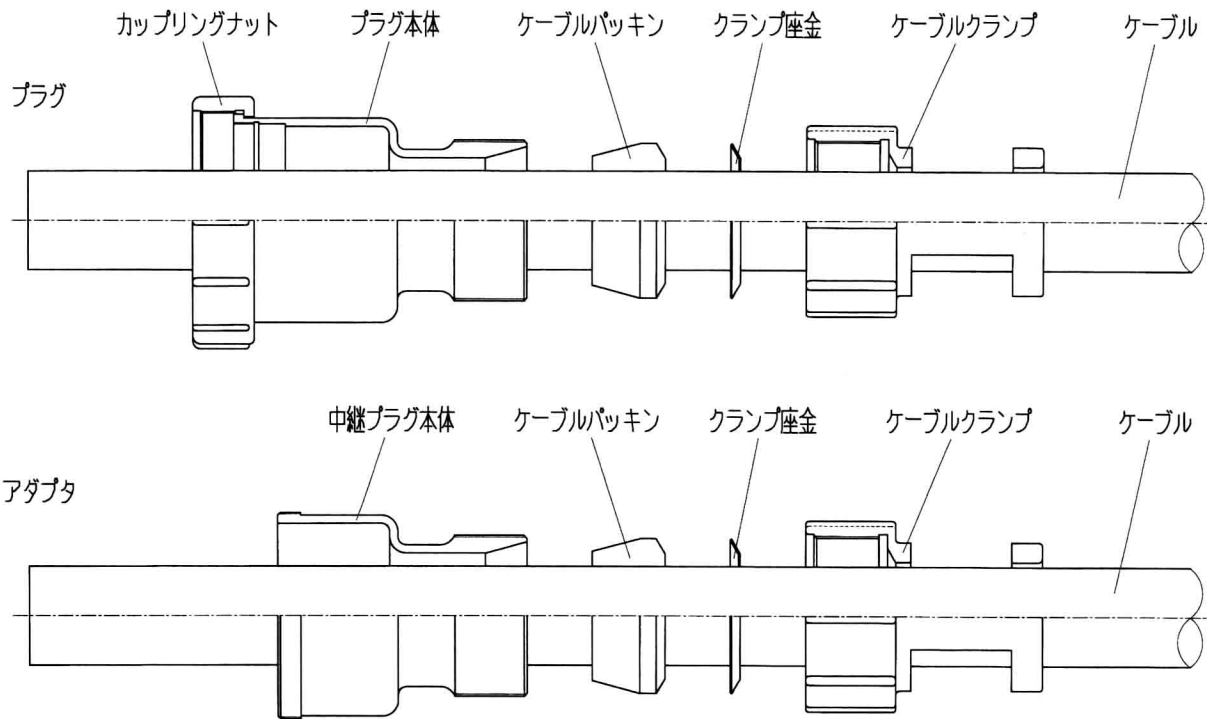 カップリングナット プラグ本体 ケーブルパッキン クランプ座金 ケーブルクランプ ケーブル
プラグ
中継プラグ本体 ケーブルパッキン クランプ座金 ケーブルクランプ ケーブル
アダプタ